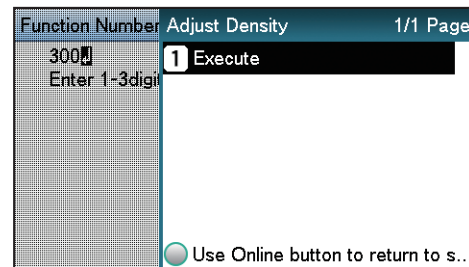 Function Number
300
Enter 1-3digi
Adjust Density 1/1 Page
1 Execute
Use Online button to return to s..